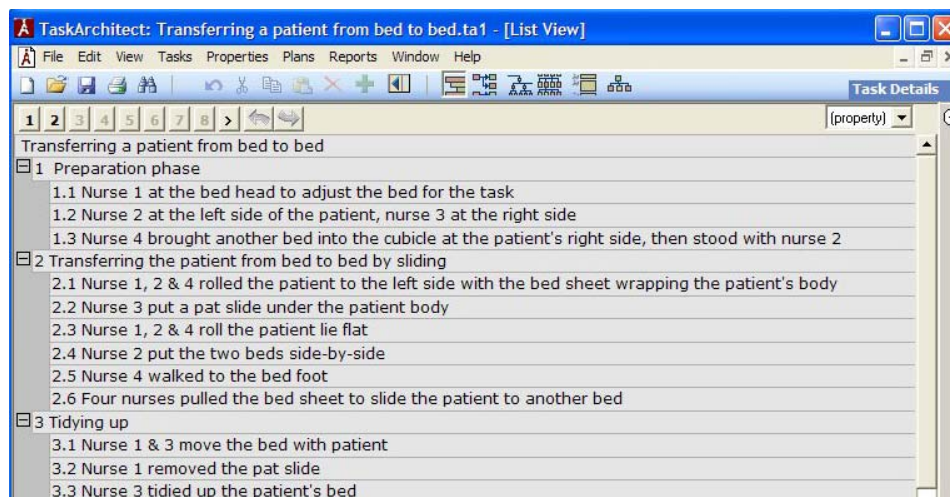 TaskArchitect: Transferring a patient from bed to bed.ta1 - [List View]
File Edit View Tasks Properties Plans Reports Window Help
Task Details
1 2 3 4 5 6 7 8 > (property)
Transferring a patient from bed to bed
1 Preparation phase
1.1 Nurse 1 at the bed head to adjust the bed for the task
1.2 Nurse 2 at the left side of the patient, nurse 3 at the right side
1.3 Nurse 4 brought another bed into the cubicle at the patient's right side, then stood with nurse 2
2 Transferring the patient from bed to bed by sliding
2.1 Nurse 1, 2 & 4 rolled the patient to the left side with the bed sheet wrapping the patient's body
2.2 Nurse 3 put a pat slide under the patient body
2.3 Nurse 1, 2 & 4 roll the patient lie flat
2.4 Nurse 2 put the two beds side-by-side
2.5 Nurse 4 walked to the bed foot
2.6 Four nurses pulled the bed sheet to slide the patient to another bed
3 Tidying up
3.1 Nurse 1 & 3 move the bed with patient
3.2 Nurse 1 removed the pat slide
3.3 Nurse 3 tidied up the patient's bed